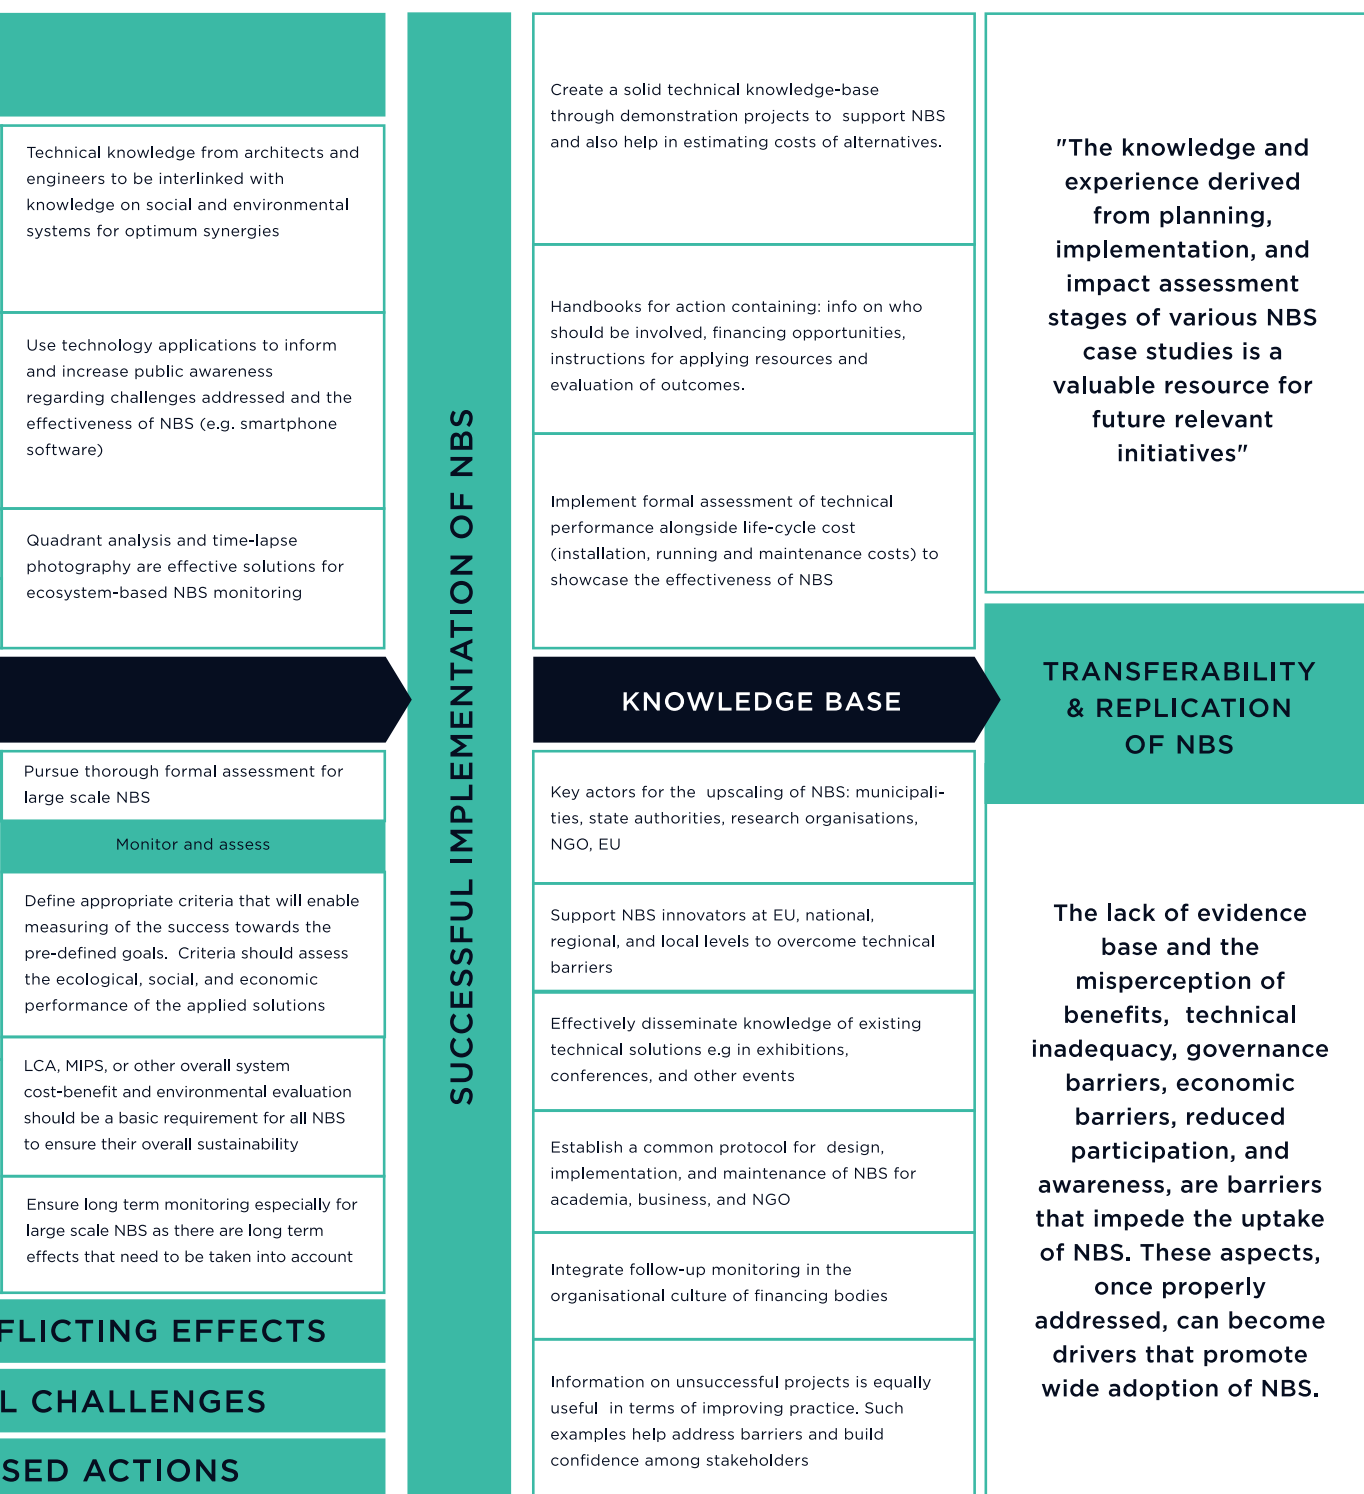 Technical knowledge from architects and
engineers to be interlinked with
knowledge on social and environmental
systems for optimum synergies
Use technology applications to inform
and increase public awareness
regarding challenges addressed and the
effectiveness of NBS (e.g. smartphone
software)
Quadrant analysis and time-lapse
photography are effective solutions for
ecosystem-based NBS monitoring
Pursue thorough formal assessment for
large scale NBS
Monitor and assess
Define appropriate criteria that will enable
measuring of the success towards the
pre-defined goals.  Criteria should assess
the ecological, social, and economic
performance of the applied solutions
LCA, MIPS, or other overall system
cost-benefit and environmental evaluation
should be a basic requirement for all NBS
to ensure their overall sustainability
Ensure long term monitoring especially for
large scale NBS as there are long term
effects that need to be taken into account
FLICTING EFFECTS
L CHALLENGES
SED ACTIONS
SUCCESSFUL IMPLEMENTATION OF NBS
Create a solid technical knowledge-base
through demonstration projects to  support NBS
and also help in estimating costs of alternatives.
Handbooks for action containing: info on who
should be involved, financing opportunities,
instructions for applying resources and
evaluation of outcomes.
Implement formal assessment of technical
performance alongside life-cycle cost
(installation, running and maintenance costs) to
showcase the effectiveness of NBS
KNOWLEDGE BASE
Key actors for the  upscaling of NBS: municipali-
ties, state authorities, research organisations,
NGO, EU
Support NBS innovators at EU, national,
regional, and local levels to overcome technical
barriers
Effectively disseminate knowledge of existing
technical solutions e.g in exhibitions,
conferences, and other events
Establish a common protocol for  design,
implementation, and maintenance of NBS for
academia, business, and NGO
Integrate follow-up monitoring in the
organisational culture of financing bodies
Information on unsuccessful projects is equally
useful  in terms of improving practice. Such
examples help address barriers and build
confidence among stakeholders
"The knowledge and
experience derived
from planning,
implementation, and
impact assessment
stages of various NBS
case studies is a
valuable resource for
future relevant
initiatives"
TRANSFERABILITY
& REPLICATION
OF NBS
The lack of evidence
base and the
misperception of
benefits,  technical
inadequacy, governance
barriers, economic
barriers, reduced
participation, and
awareness, are barriers
that impede the uptake
of NBS. These aspects,
once properly
addressed, can become
drivers that promote
wide adoption of NBS.